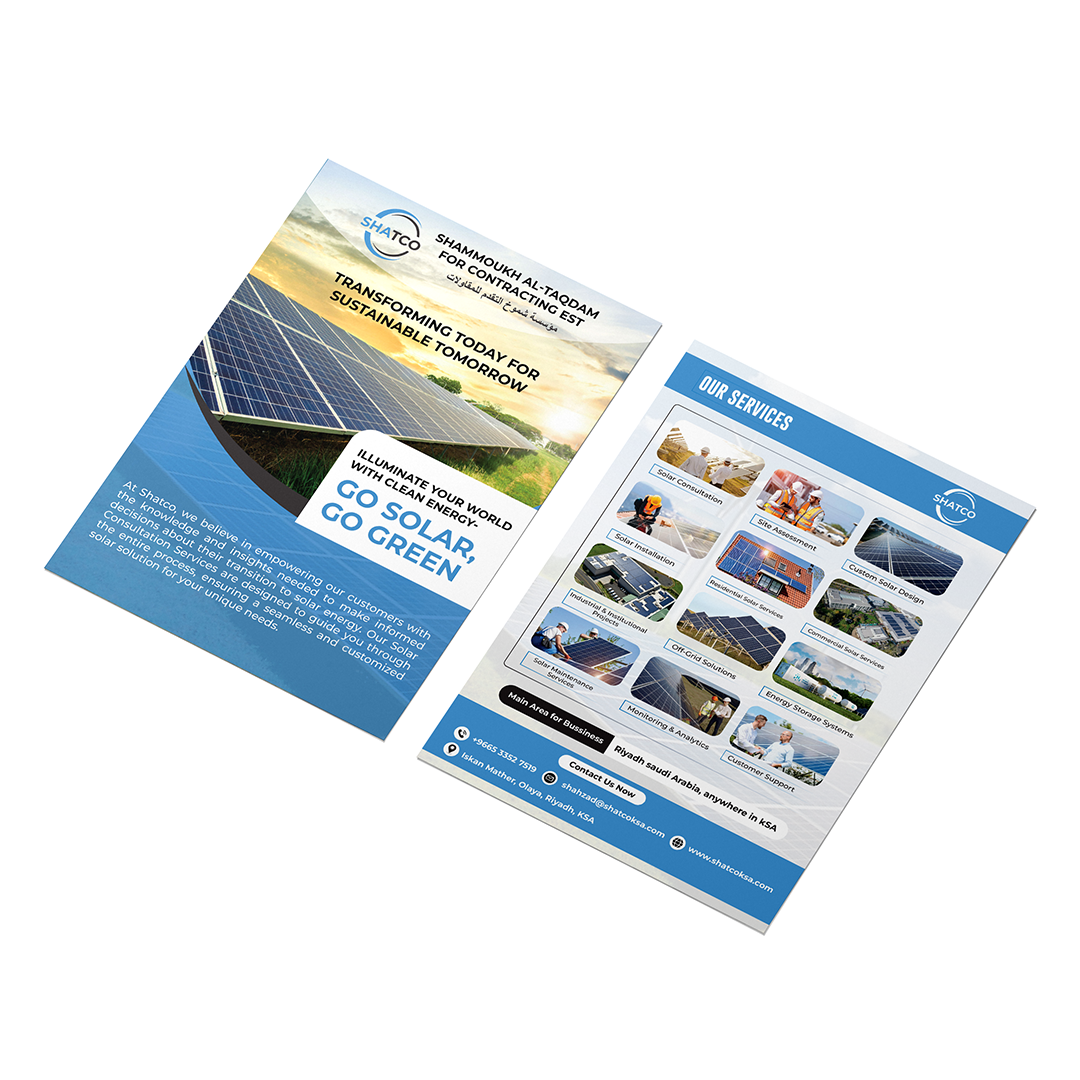 SHATCO
SHAMMOUKH AL-TAQDAM
FOR CONTRACTING EST
مؤسسة شموخ التقدم للمقاولات
TRANSFORMING TODAY FOR
SUSTAINABLE TOMORROW
ILLUMINATE YOUR WORLD
WITH CLEAN ENERGY-
GO SOLAR,
GO GREEN
At Shatco, we believe in empowering our customers with
the knowledge and insights needed to make informed
decisions about their transition to solar energy. Our Solar
Consultation Services are designed to guide you through
the entire process, ensuring a seamless and customized
solar solution for your unique needs.
OUR SERVICES
SHATCO
Solar Consultation
Site Assessment
Custom Solar Design
Solar Installation
Residential Solar Services
Commercial Solar Services
Industrial & Institutional
Projects
Off-Grid Solutions
Energy Storage Systems
Solar Maintenance
Services
Monitoring & Analytics
Customer Support
Main Area for Bussiness
Riyadh saudi Arabia, anywhere in kSA
Contact Us Now
+9665 3352 7519
shahzad@shatcoksa.com
www.shatcoksa.com
Iskan Mather, Olaya, Riyadh, KSA